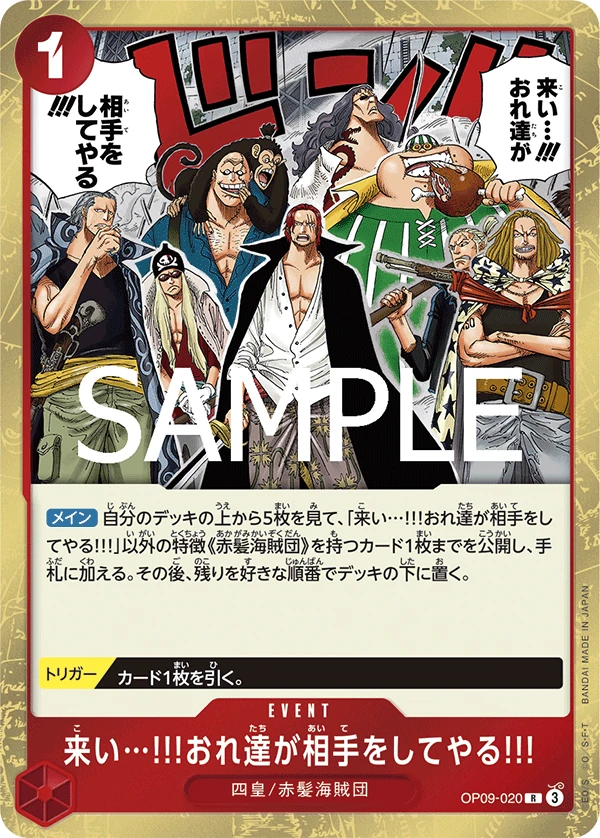 1
来い…!!!
おれ達が
相手を
してやる
!!!
ドーン
SAMPLE
メイン 自分のデッキの上から5枚を見て、「来い…!!!おれ達が相手をし
てやる!!!」以外の特徴《赤髪海賊団》を持つカード1枚までを公開し、手
札に加える。その後、残りを好きな順番でデッキの下に置く。
トリガー カード1枚を引く。
EVENT
来い…!!!おれ達が相手をしてやる!!!
四皇/赤髪海賊団
OP09-020 R 3
E.O. S. ©O. S・F・T BANDAI MADE IN JAPAN